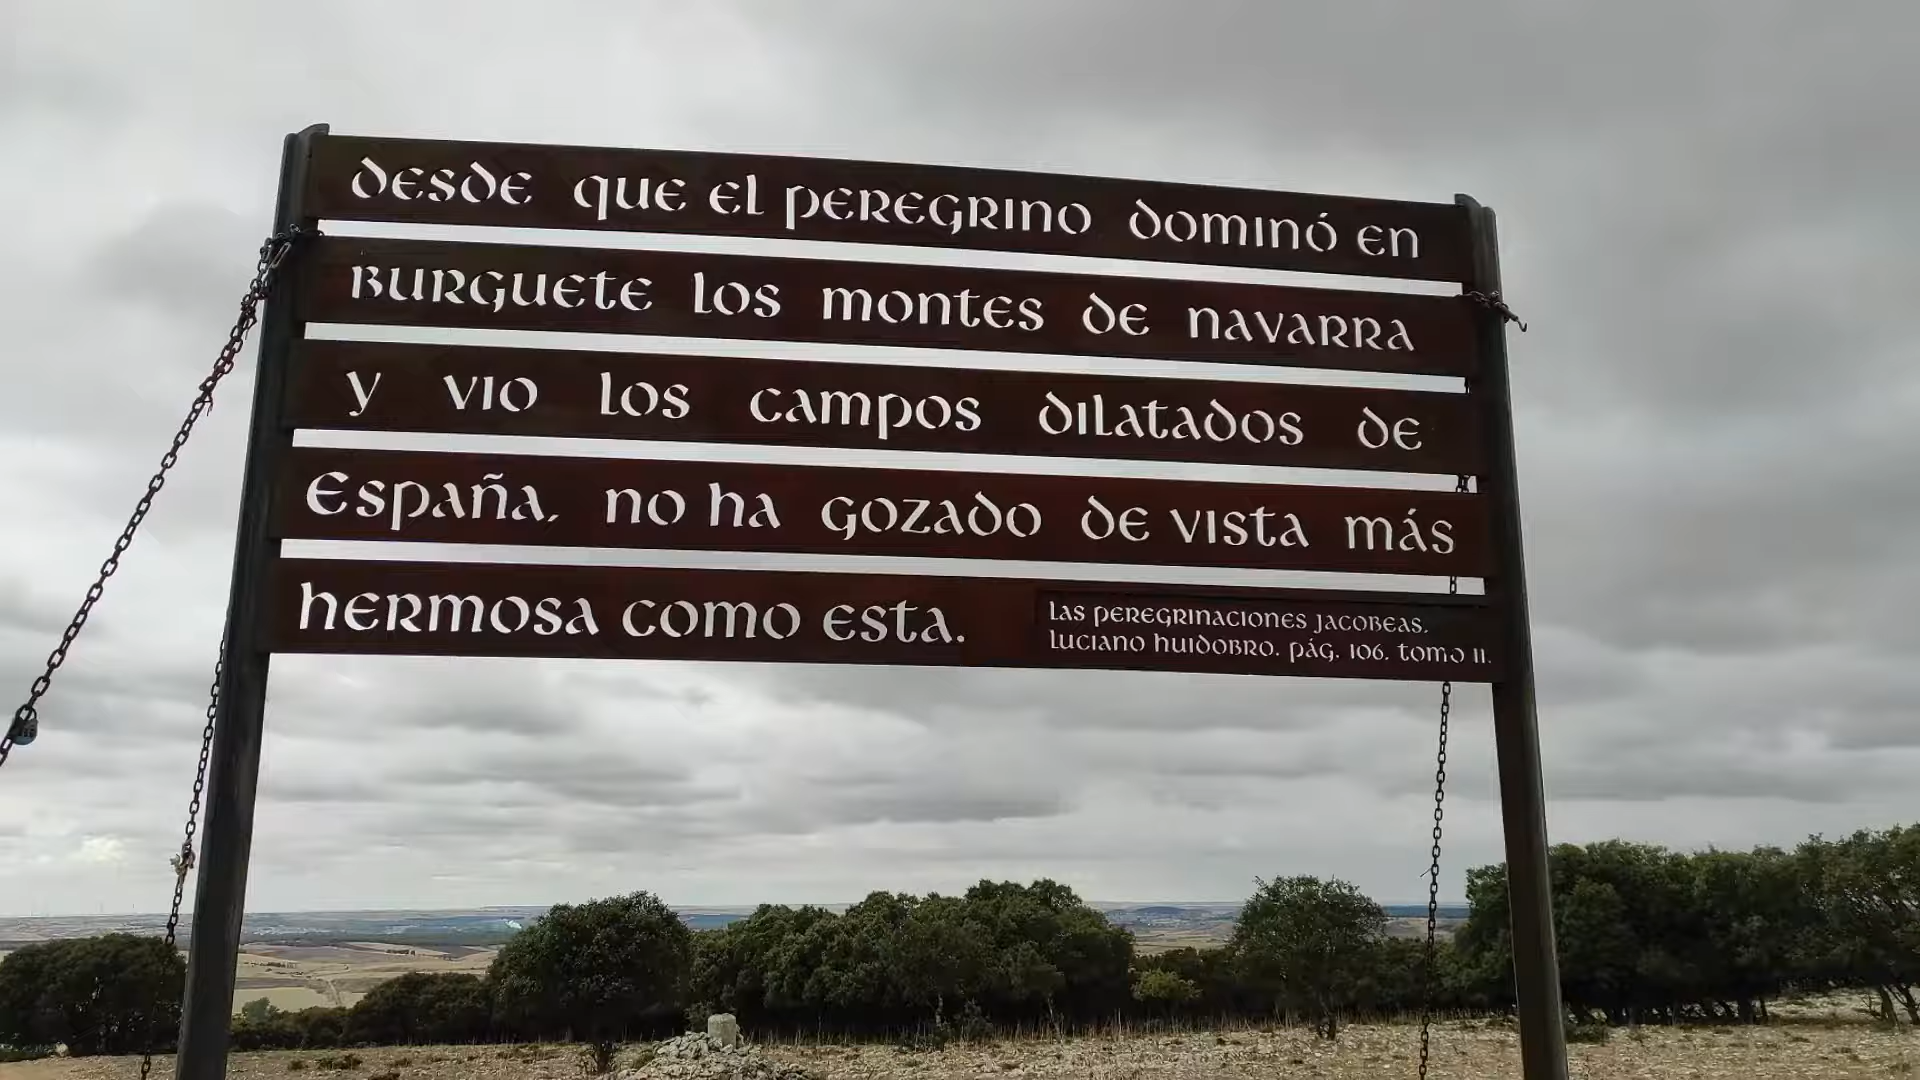 desde que el peregrino dominó en
Burguete los montes de navarra
y vio los campos dilatados de
España, no ha gozado de vista más
hermosa como esta.
las peregrinaciones jacobeas.
luciano huidobro. pág. 106. tomo II.